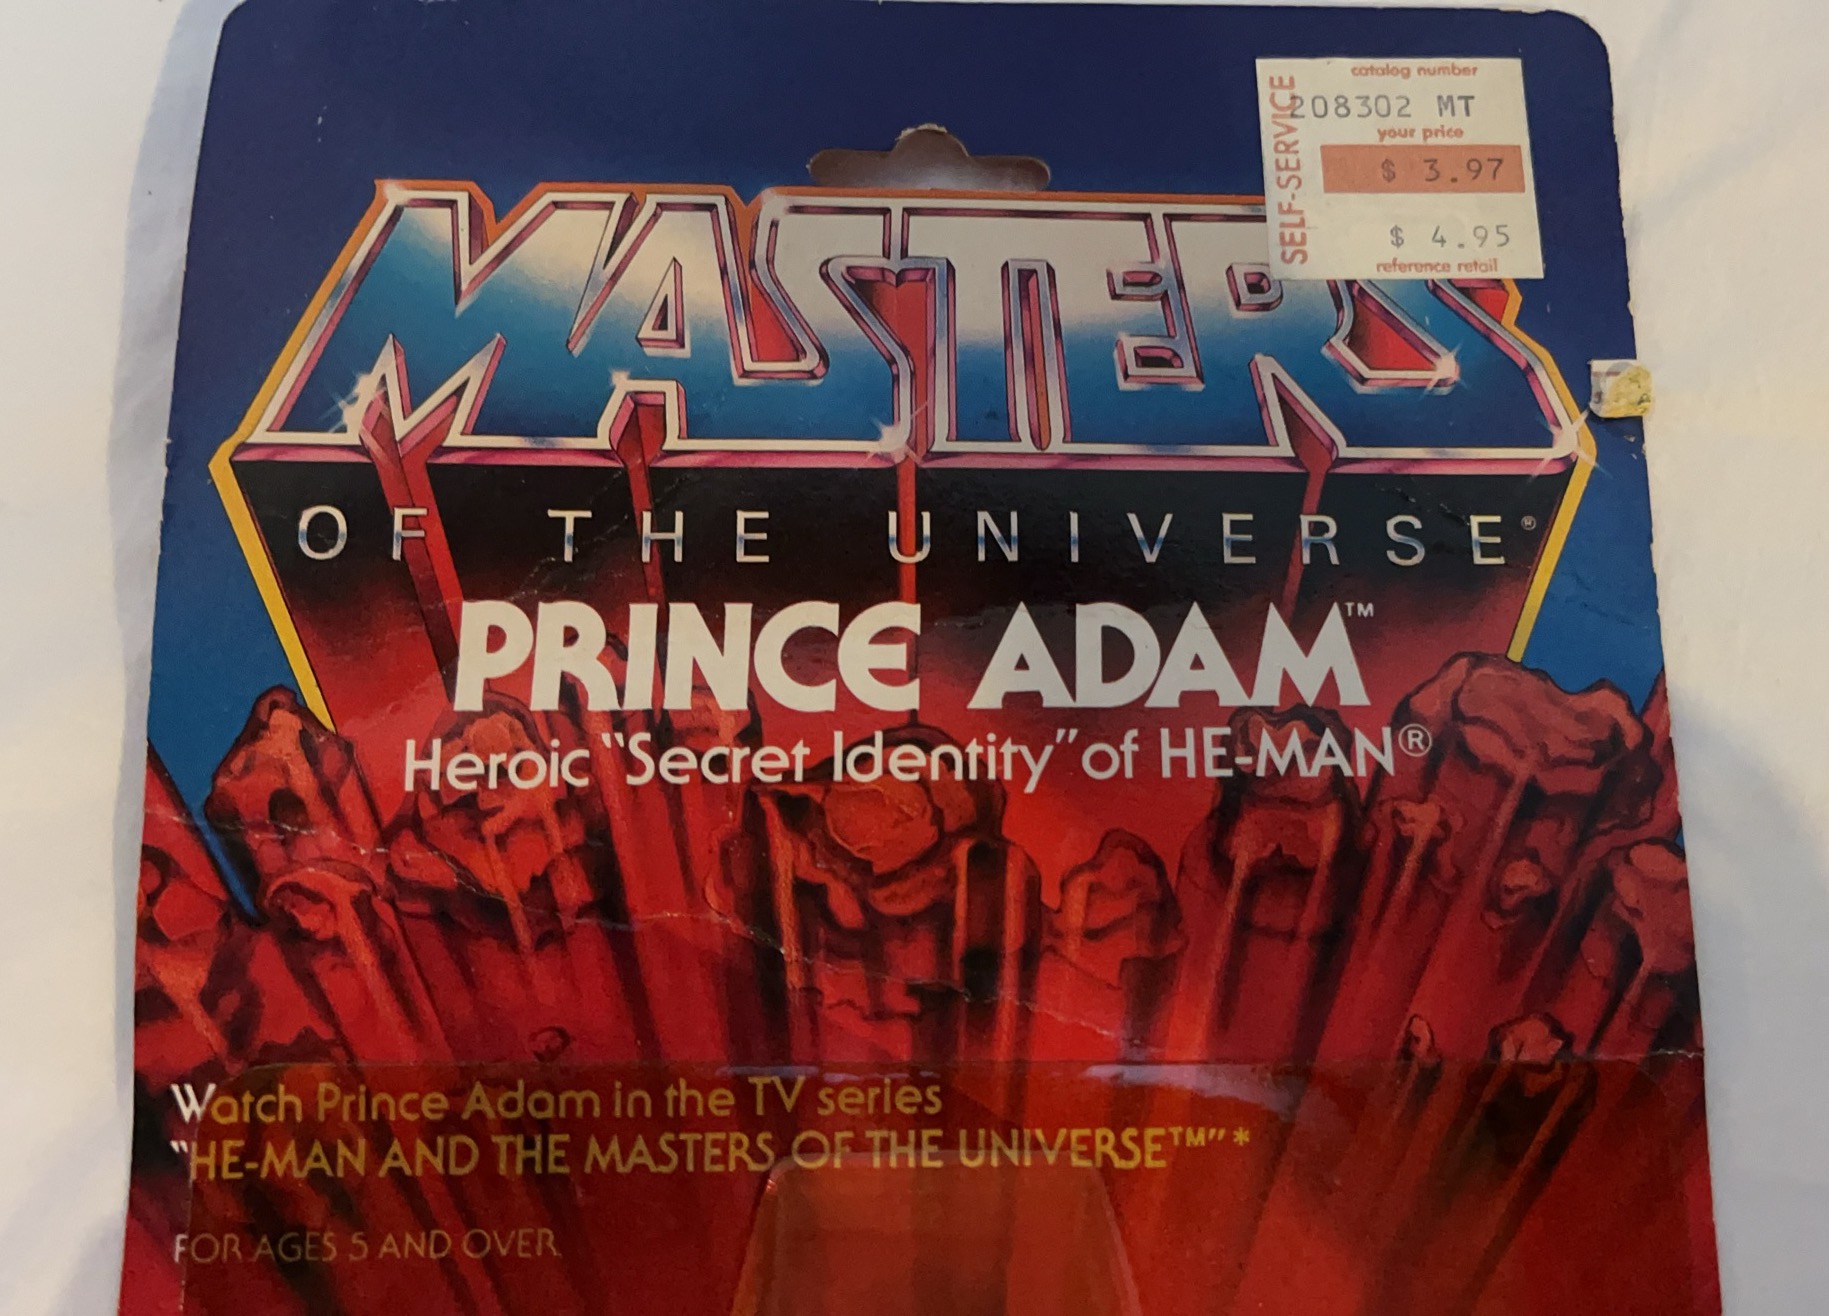 catalog number
208302 MT
your price
$ 3.97
$ 4.95
reference retail
SELF-SERVICE
MASTERS
OF THE UNIVERSE®
PRINCE ADAM™
Heroic "Secret Identity" of HE-MAN®
Watch Prince Adam in the TV series
"HE-MAN AND THE MASTERS OF THE UNIVERSE™" *
FOR AGES 5 AND OVER